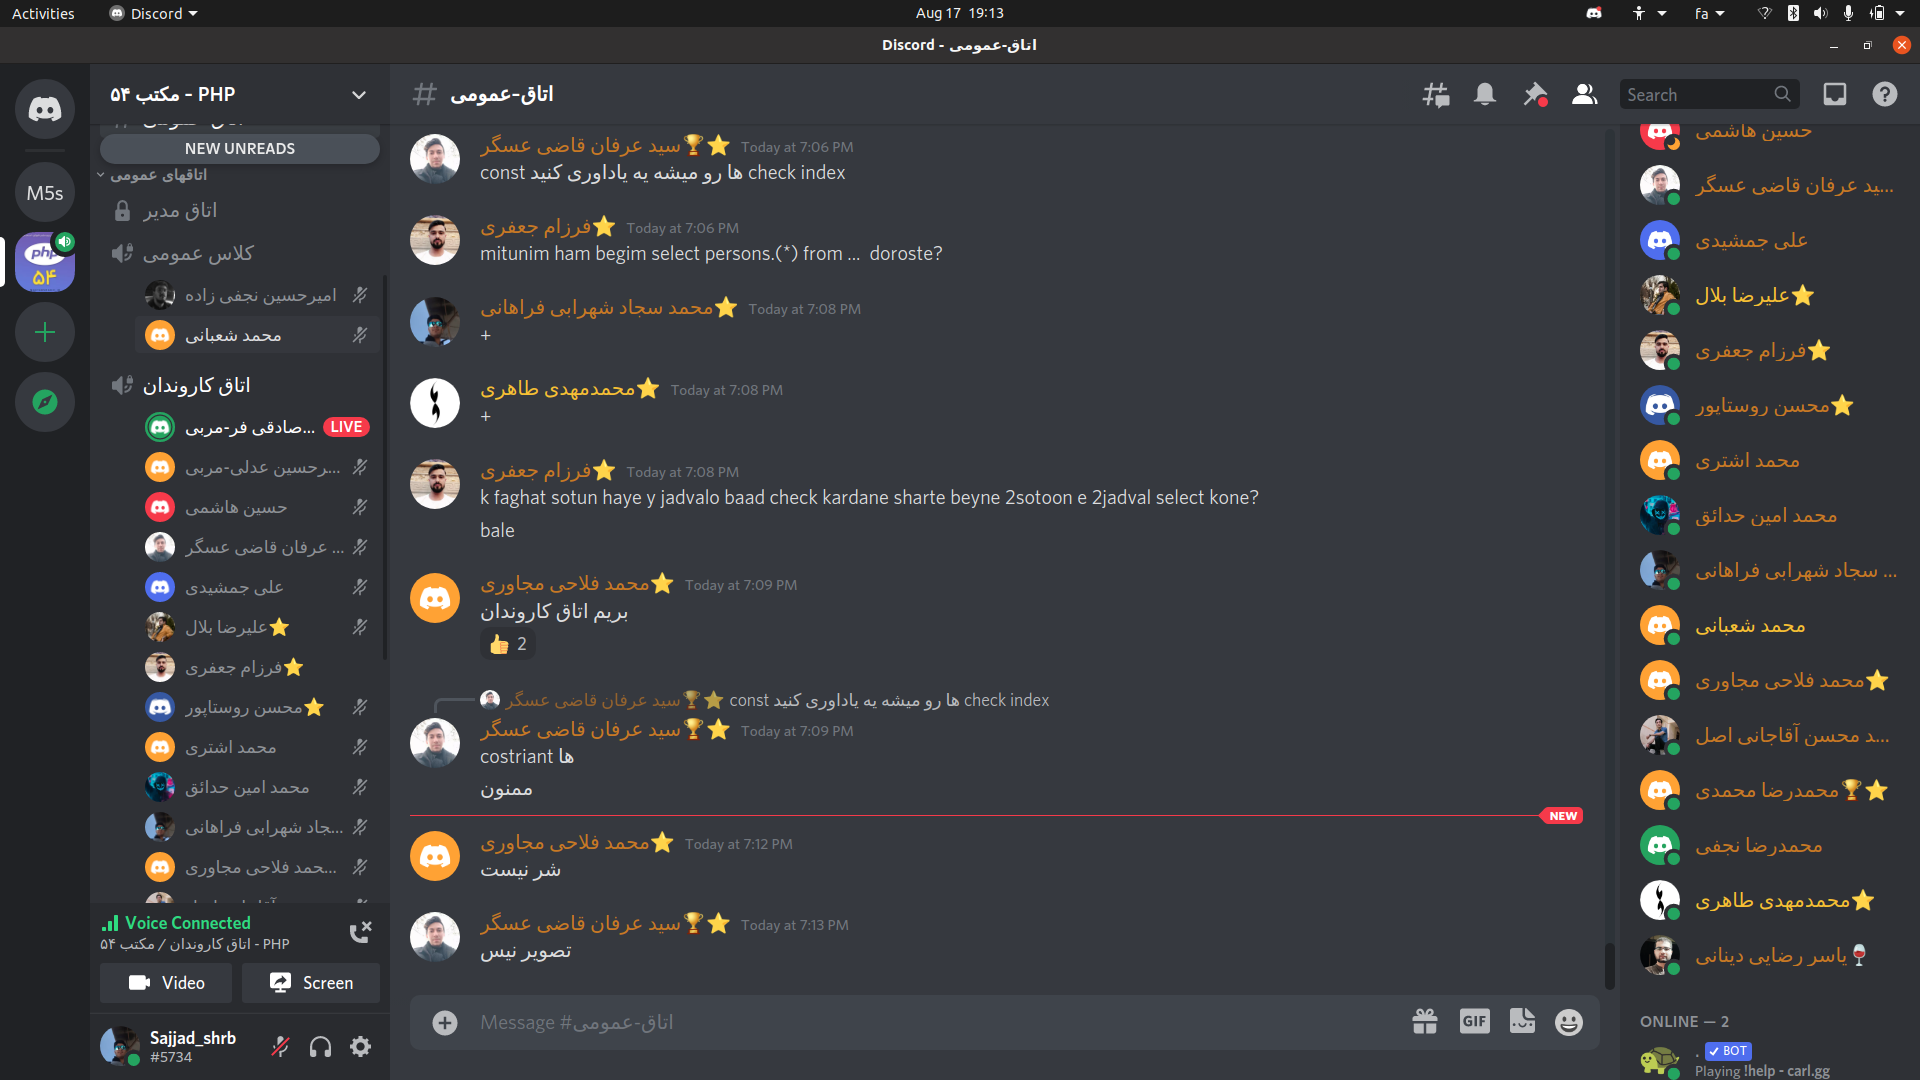 Activities
Discord
Aug 17 19:13
fa
Discord - اتاق-عمومی
M5s
php
۵۴
مکتب ۵۴ - PHP
NEW UNREADS
اتاقهای عمومی
اتاق مدیر
کلاس عمومی
امیرحسین نجفی زاده
محمد شعبانی
اتاق کاروندان
صادقی فر-مربی...
LIVE
...رحسین عدلی-مربی
حسین هاشمی
... عرفان قاضی عسگر
علی جمشیدی
علیرضا بلال⭐
فرزام جعفری⭐
محسن روستاپور⭐
محمد اشتری
محمد امین حدائق
...جاد شهرابی فراهانی
...حمد فلاحی مجاوری
Voice Connected
اتاق کاروندان / مکتب ۵۴ - PHP
Video
Screen
Sajjad_shrb
#5734
اتاق-عمومی
Search
سید عرفان قاضی عسگر🏆⭐ Today at 7:06 PM
const ها رو میشه یه یاداوری کنید check index
فرزام جعفری⭐ Today at 7:06 PM
mitunim ham begim select persons.(*) from ... doroste?
محمد سجاد شهرابی فراهانی⭐ Today at 7:08 PM
+
محمدمهدی طاهری⭐ Today at 7:08 PM
+
فرزام جعفری⭐ Today at 7:08 PM
k faghat sotun haye y jadvalo baad check kardane sharte beyne 2sotoon e 2jadval select kone?
bale
محمد فلاحی مجاوری⭐ Today at 7:09 PM
بریم اتاق کاروندان
👍 2
سید عرفان قاضی عسگر🏆⭐ const ها رو میشه یه یاداوری کنید check index
سید عرفان قاضی عسگر🏆⭐ Today at 7:09 PM
costriant ها
ممنون
NEW
محمد فلاحی مجاوری⭐ Today at 7:12 PM
شر نیست
سید عرفان قاضی عسگر🏆⭐ Today at 7:13 PM
تصویر نیس
Message #اتاق-عمومی
GIF
حسین هاشمی
...ید عرفان قاضی عسگر
علی جمشیدی
علیرضا بلال⭐
فرزام جعفری⭐
محسن روستاپور⭐
محمد اشتری
محمد امین حدائق
... سجاد شهرابی فراهانی
محمد شعبانی
محمد فلاحی مجاوری⭐
...د محسن آقاجانی اصل
محمدرضا محمدی🏆⭐
محمدرضا نجفی
محمدمهدی طاهری⭐
یاسر رضایی دینانی🍷
ONLINE — 2
. ✓ BOT
Playing !help - carl.gg